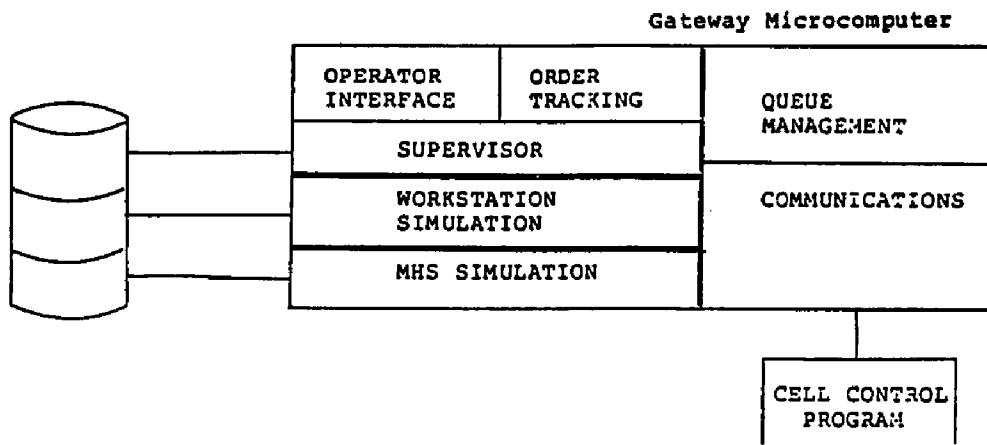 Gateway Microcomputer
OPERATOR
INTERFACE
ORDER
TRACKING
QUEUE
MANAGEMENT
SUPERVISOR
WORKSTATION
SIMULATION
COMMUNICATIONS
MHS SIMULATION
CELL CONTROL
PROGRAM